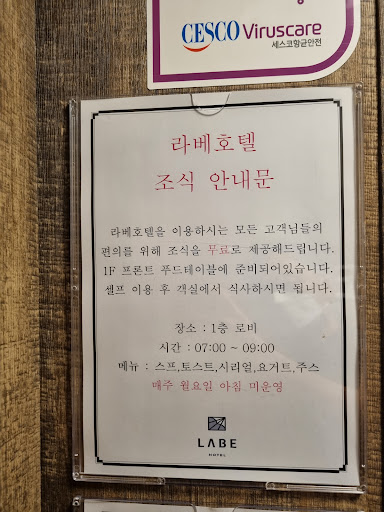 CESCO Viruscare
세스코항균안전
라베호텔
조식 안내문
라베호텔을 이용하시는 모든 고객님들의
편의를 위해 조식을 무료로 제공해드립니다.
1F 프론트 푸드테이블에 준비되어있습니다.
셀프 이용 후 객실에서 식사하시면 됩니다.
장소 : 1층 로비
시간 : 07:00 ~ 09:00
메뉴 : 스프,토스트,시리얼,요거트,주스
매주 월요일 아침 미운영
LABE
HOTEL